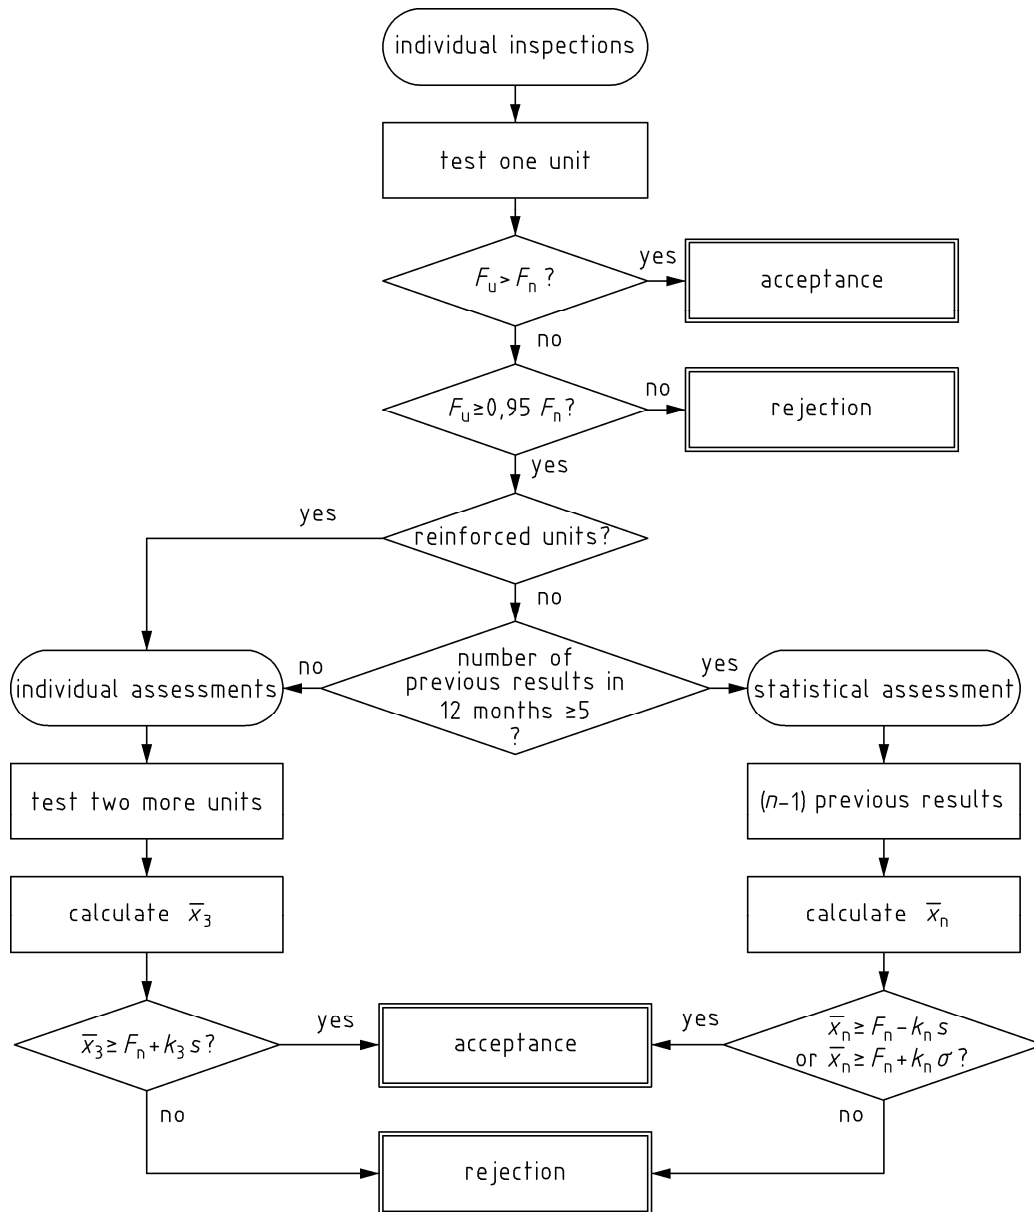 individual inspections
test one unit
F_u > F_n ?
yes
acceptance
no
F_u ≥ 0,95 F_n ?
no
rejection
yes
reinforced units?
yes
no
number of
previous results in
12 months ≥5
?
no
yes
individual assessments
statistical assessment
test two more units
(n–1) previous results
calculate x̄_3
calculate x̄_n
x̄_3 ≥ F_n + k_3 s ?
yes
acceptance
yes
x̄_n ≥ F_n – k_n s
or x̄_n ≥ F_n + k_n σ ?
no
no
rejection